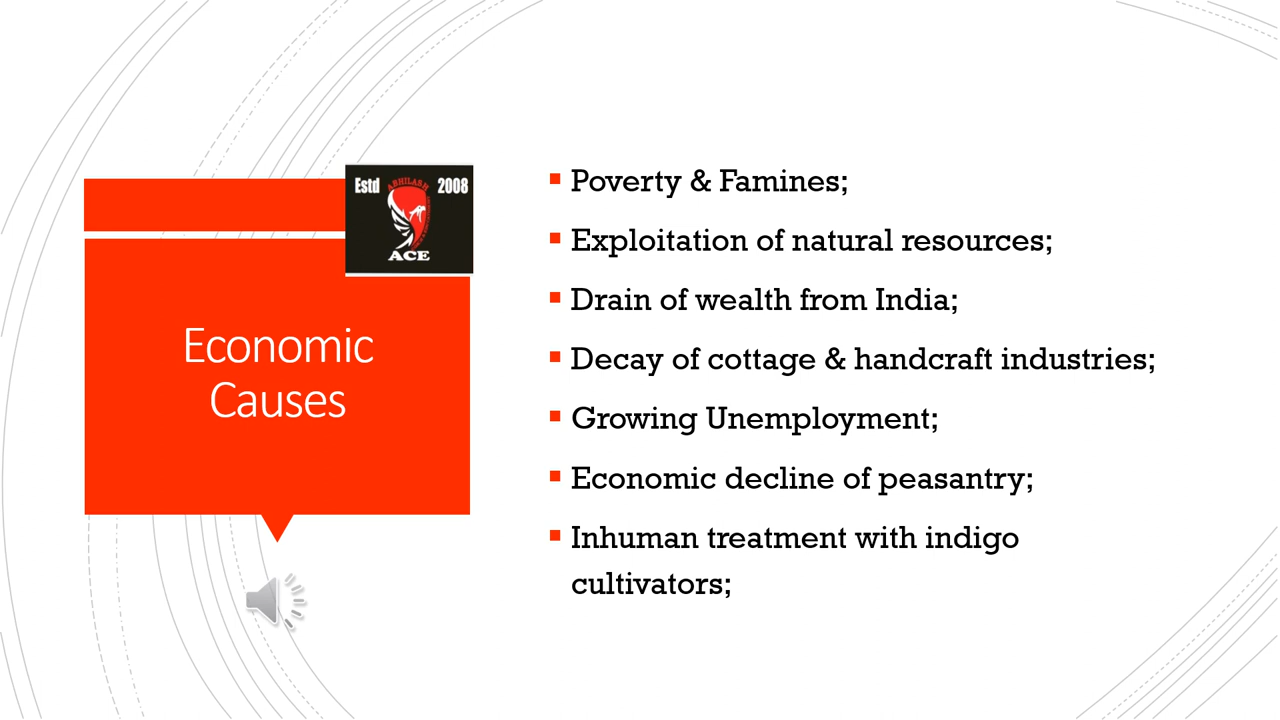 Estd
2008
ABHILASH
ACE
Economic
Causes
Poverty & Famines;
Exploitation of natural resources;
Drain of wealth from India;
Decay of cottage & handcraft industries;
Growing Unemployment;
Economic decline of peasantry;
Inhuman treatment with indigo
cultivators;